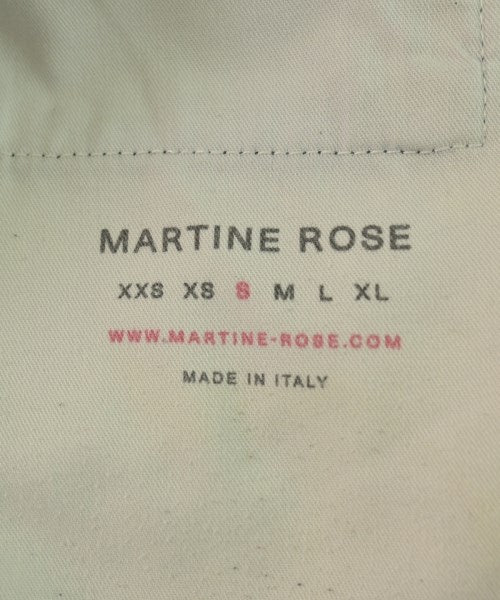 MARTINE ROSE
XXS XS S M L XL
WWW.MARTINE-ROSE.COM
MADE IN ITALY